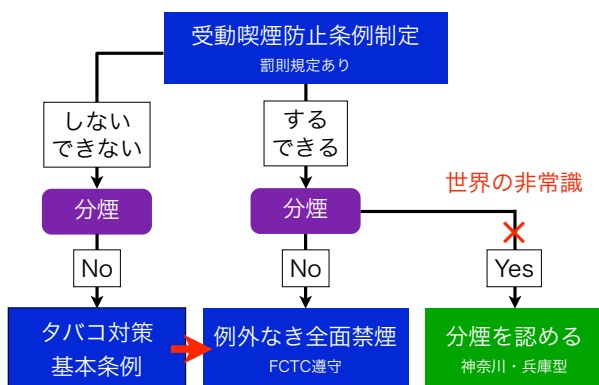 受動喫煙防止条例制定
罰則規定あり
しない
できない
する
できる
世界の非常識
分煙
分煙
No
No
Yes
タバコ対策
基本条例
例外なき全面禁煙
FCTC遵守
分煙を認める
神奈川・兵庫型